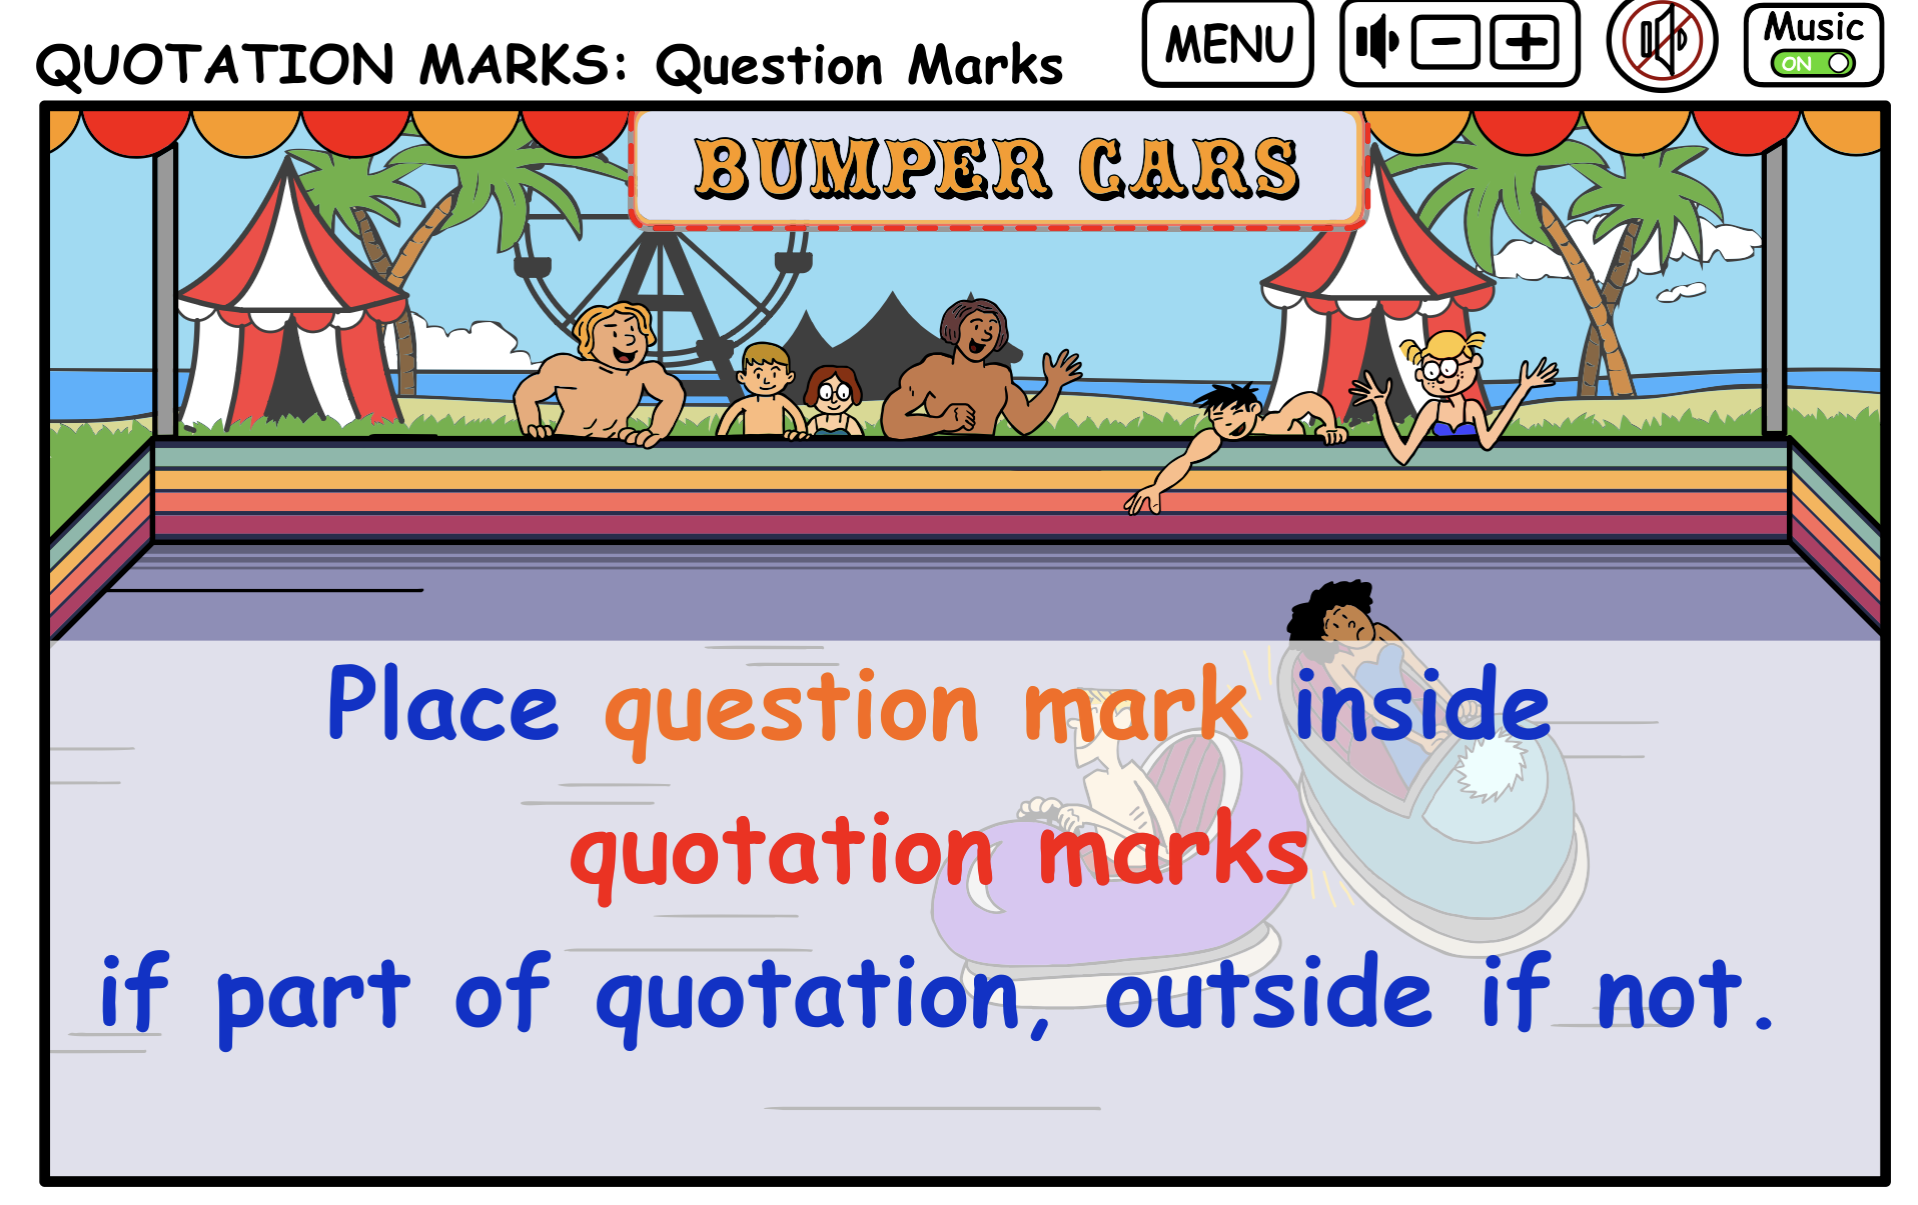 QUOTATION MARKS: Question Marks
MENU
Music
ON
BUMPER CARS
Place question mark inside
quotation marks
if part of quotation, outside if not.